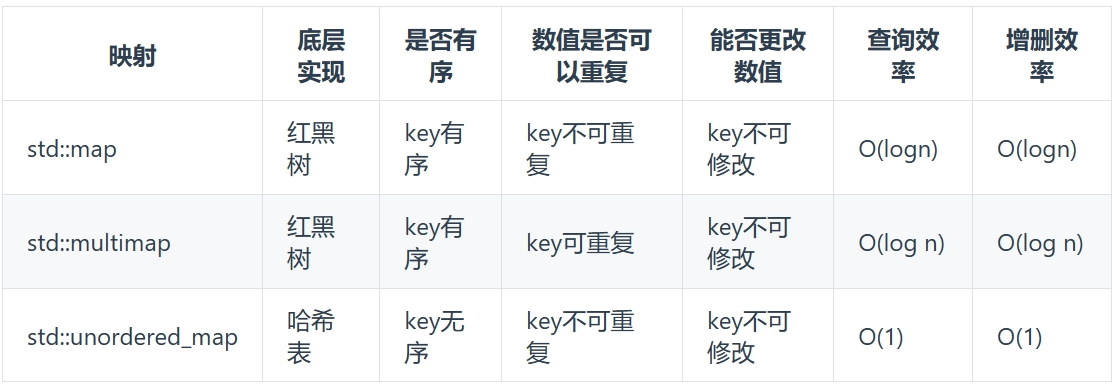 映射 底层实现 是否有序 数值是否可以重复 能否更改数值 查询效率 增删效率
std::map 红黑树 key有序 key不可重复 key不可修改 O(logn) O(logn)
std::multimap 红黑树 key有序 key可重复 key不可修改 O(log n) O(log n)
std::unordered_map 哈希表 key无序 key不可重复 key不可修改 O(1) O(1)